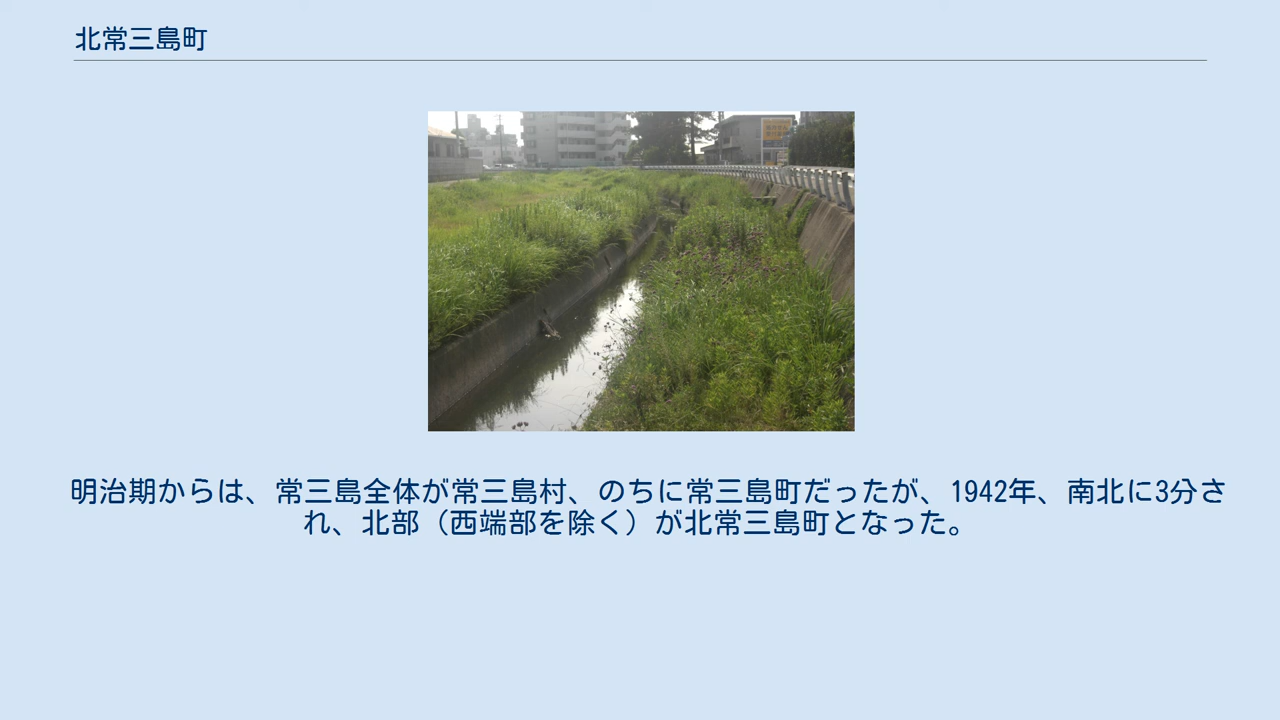 北常三島町
明治期からは、常三島全体が常三島村、のちに常三島町だったが、1942年、南北に3分さ
れ、北部（西端部を除く）が北常三島町となった。